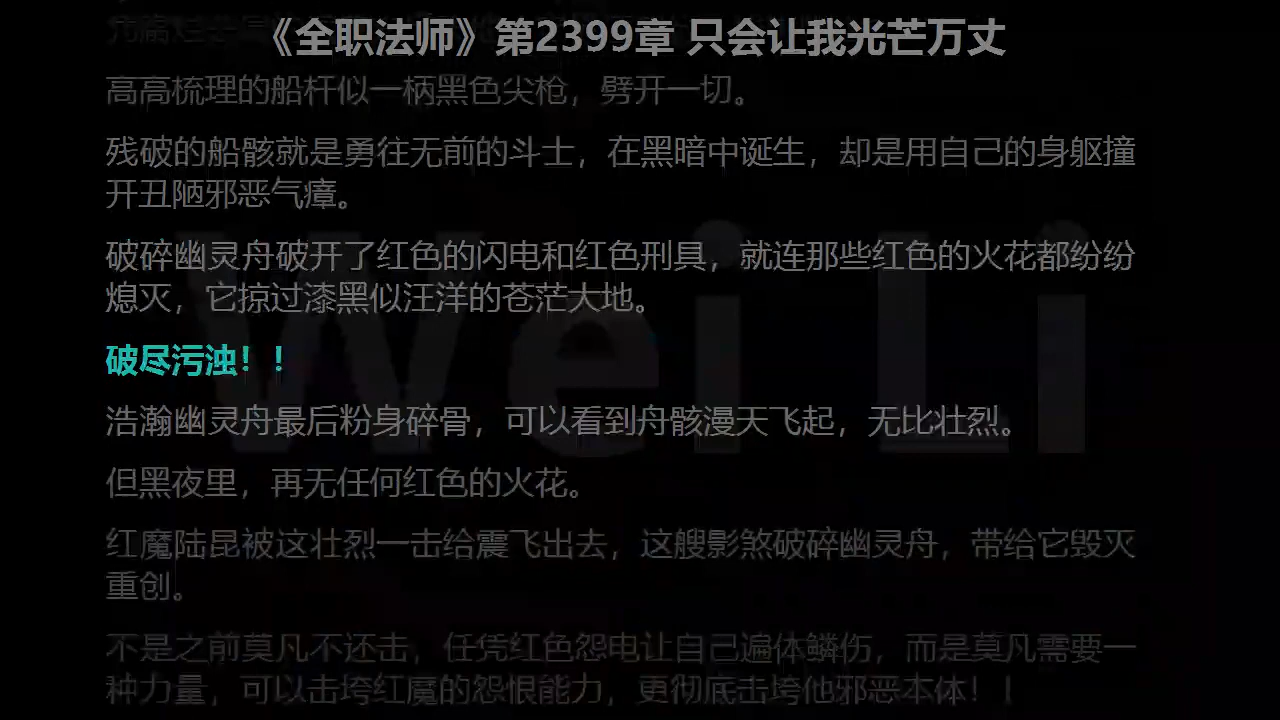 《全职法师》第2399章 只会让我光芒万丈
高高梳理的船杆似一柄黑色尖枪，劈开一切。
残破的船骸就是勇往无前的斗士，在黑暗中诞生，却是用自己的身躯撞
开丑陋邪恶气瘴。
破碎幽灵舟破开了红色的闪电和红色刑具，就连那些红色的火花都纷纷
熄灭，它掠过漆黑似汪洋的苍茫大地。
破尽污浊！！
浩瀚幽灵舟最后粉身碎骨，可以看到舟骸漫天飞起，无比壮烈。
但黑夜里，再无任何红色的火花。
红魔陆昆被这壮烈一击给震飞出去，这艘影煞破碎幽灵舟，带给它毁灭
重创。
不是之前莫凡不还击，任凭红色怨电让自己遍体鳞伤，而是莫凡需要一
种力量，可以击垮红魔的怨恨能力，更彻底击垮他邪恶本体！！
Wei Li